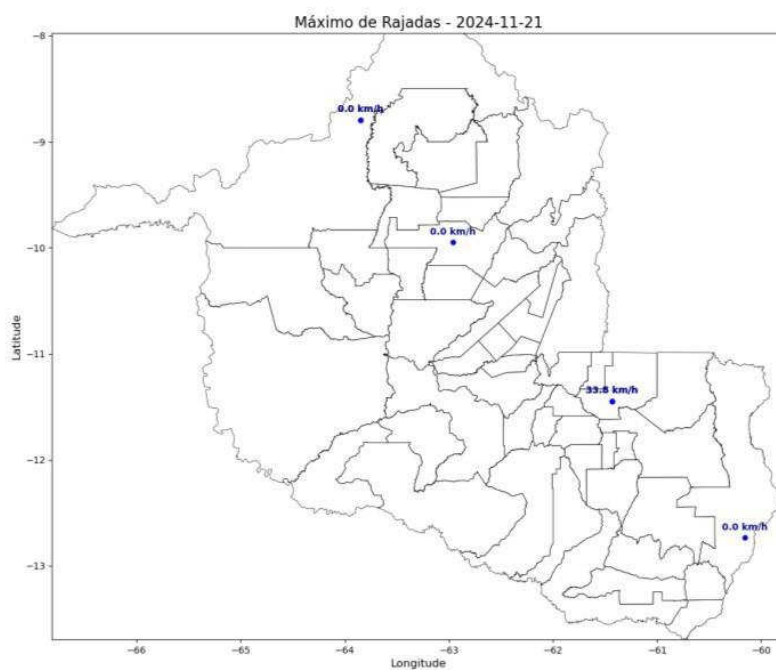 Máximo de Rajadas - 2024-11-21
−8
0.0 km/h
−9
0.0 km/h
−10
Latitude
−11
33.8 km/h
−12
0.0 km/h
−13
−66 −65 −64 −63 −62 −61 −60
Longitude